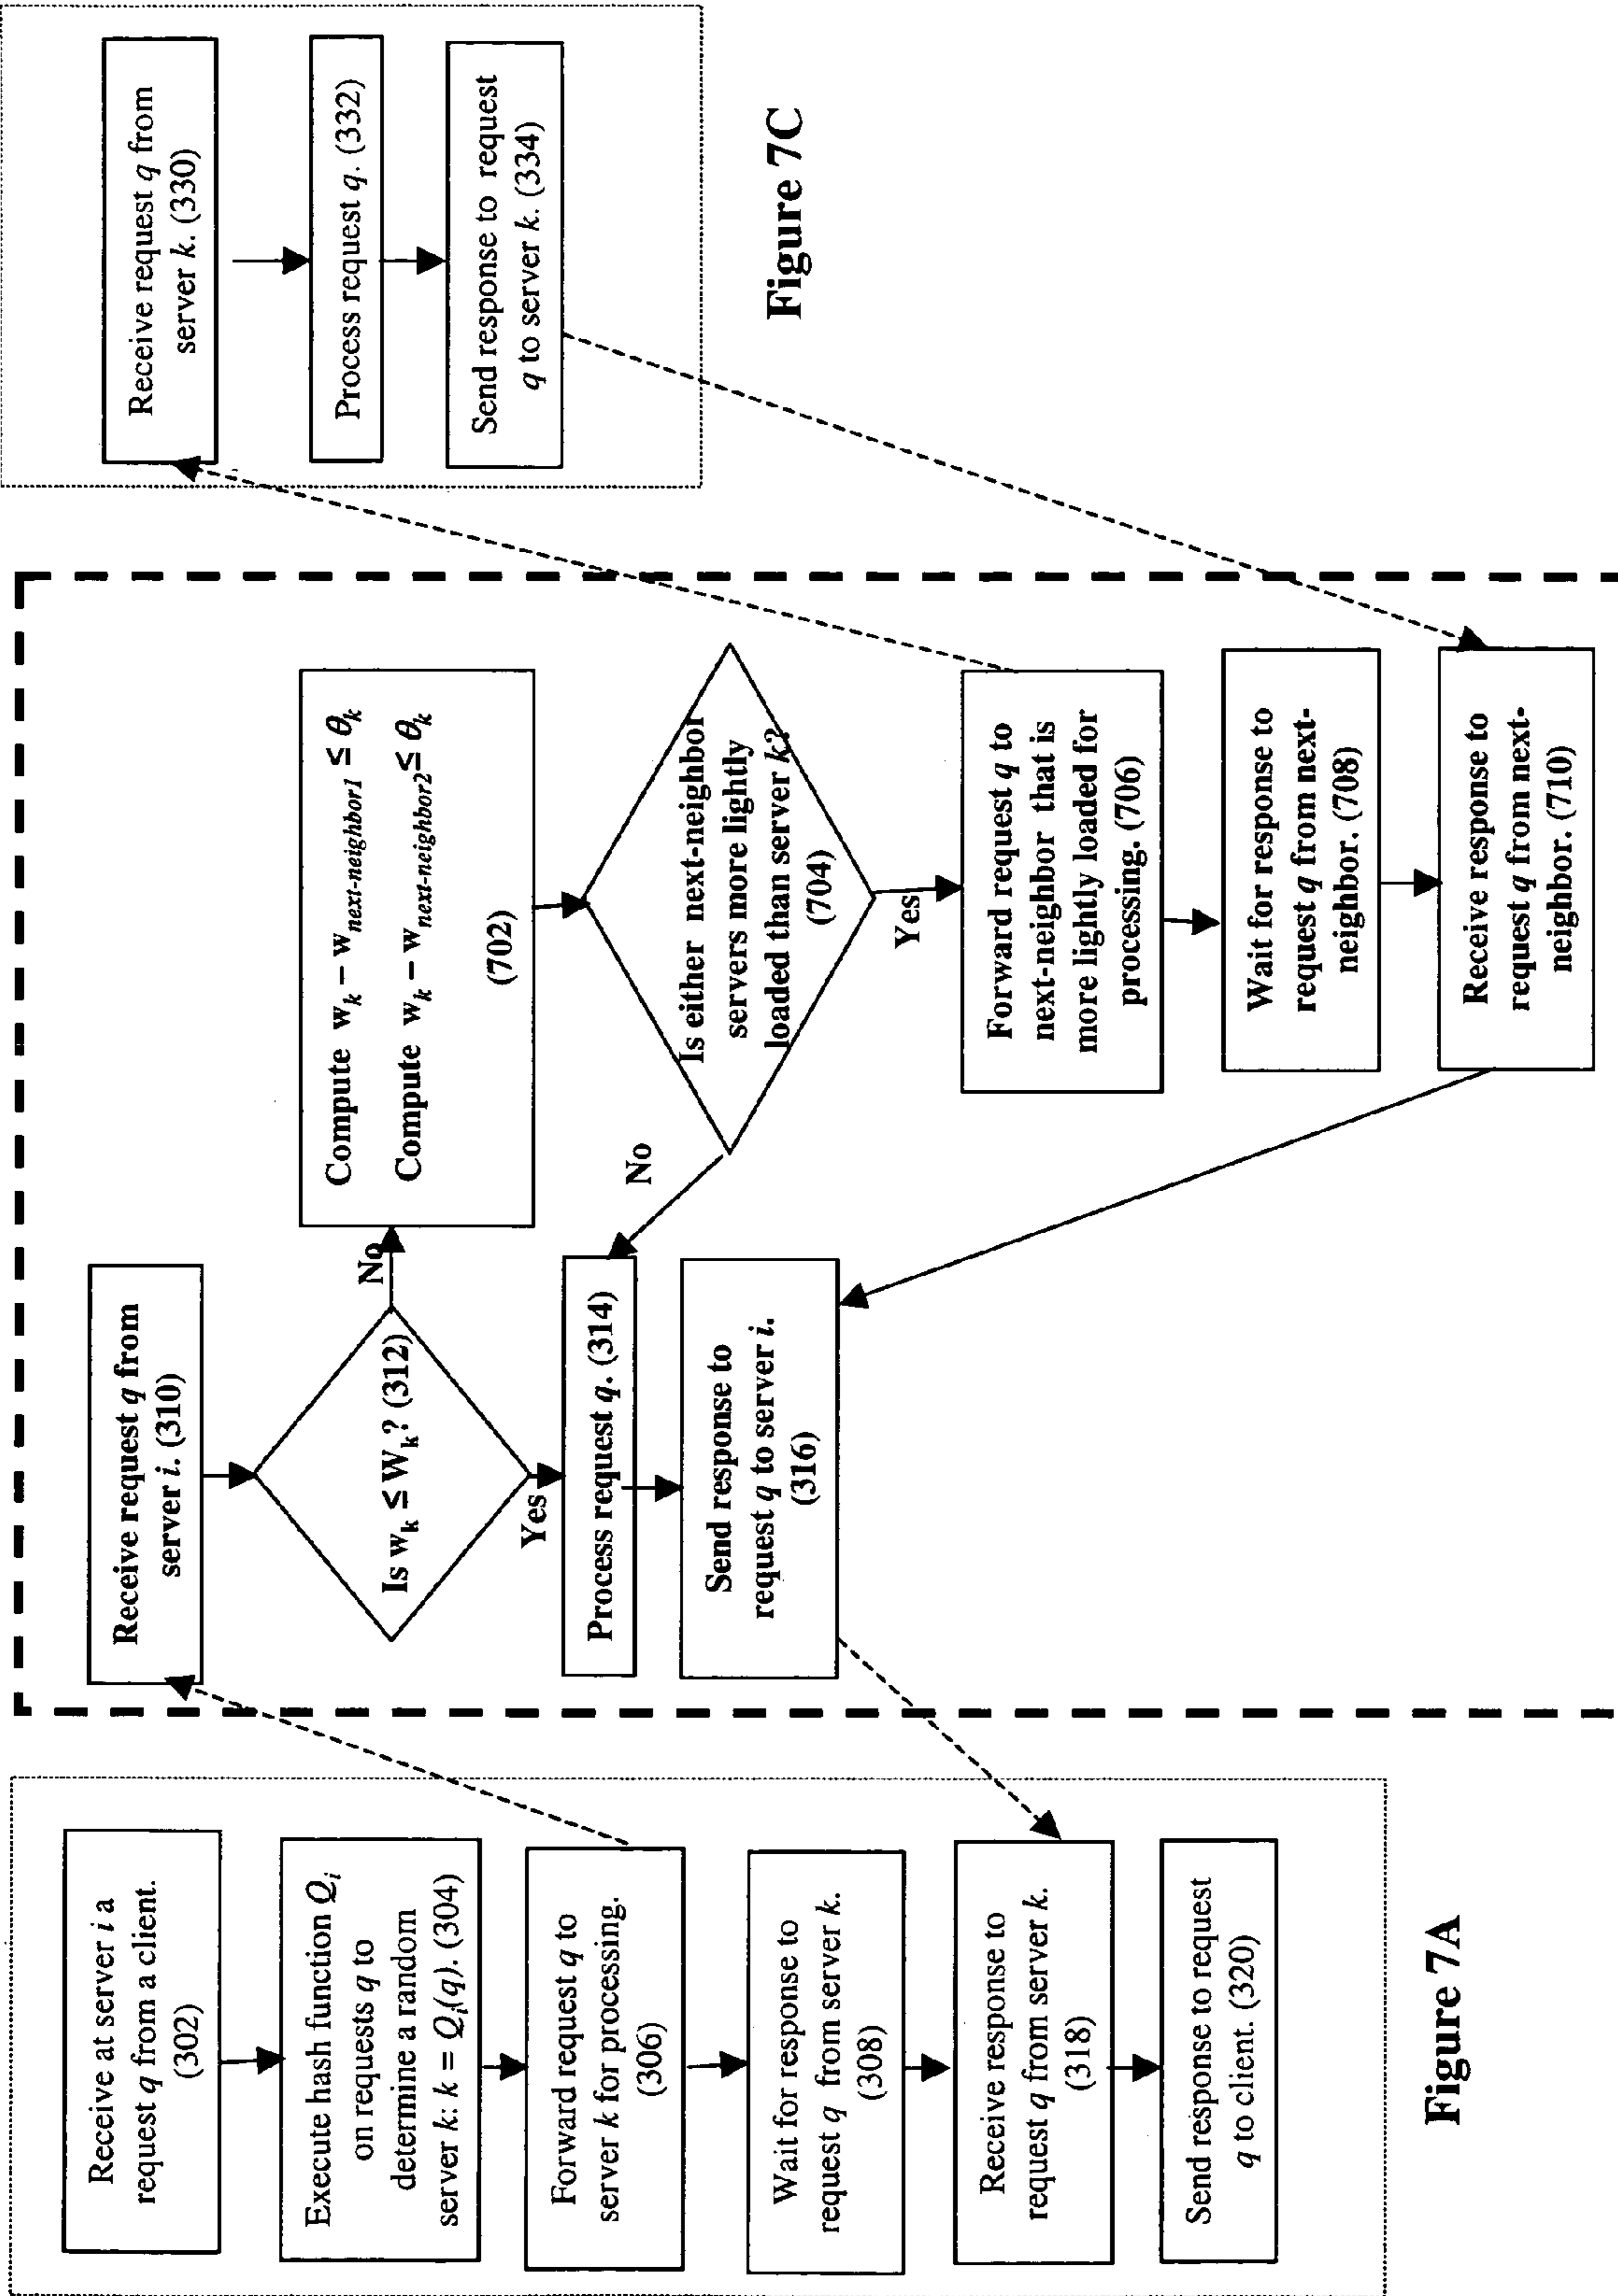 Receive at server i a
request q from a client.
(302)
Execute hash function Qi
on requests q to
determine a random
server k: k = Qi(q). (304)
Forward request q to
server k for processing.
(306)
Wait for response to
request q from server k.
(308)
Receive response to
request q from server k.
(318)
Send response to request
q to client. (320)
Figure 7A
Receive request q from
server i. (310)
Is wk ≤ Wk? (312)
No
Yes
Process request q. (314)
Send response to
request q to server i.
(316)
Compute wk – wnext-neighbor1 ≤ θk
Compute wk – wnext-neighbor2 ≤ θk
(702)
Is either next-neighbor
servers more lightly
loaded than server k?
(704)
No
Yes
Forward request q to
next-neighbor that is
more lightly loaded for
processing. (706)
Wait for response to
request q from next-
neighbor. (708)
Receive response to
request q from next-
neighbor. (710)
Receive request q from
server k. (330)
Process request q. (332)
Send response to request
q to server k. (334)
Figure 7C